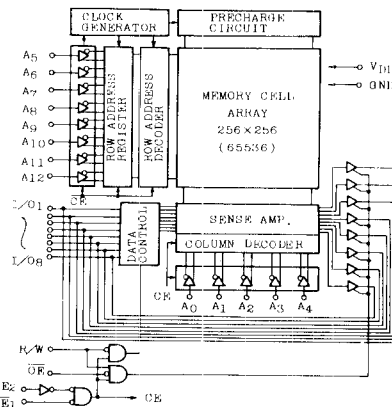 CLOCK GENERATOR
PRECHARGE CIRCUIT
A5
A6
A7
A8
A9
A10
A11
A12
CE
ROW ADDRESS REGISTER
ROW ADDRESS DECODER
MEMORY CELL ARRAY
256×256
(65536)
GND
I/O1
I/O8
DATA CONTROL
SENSE AMP.
COLUMN DECODER
CE
A0
A1
A2
A3
A4
R/W
OE
E2
E1
CE